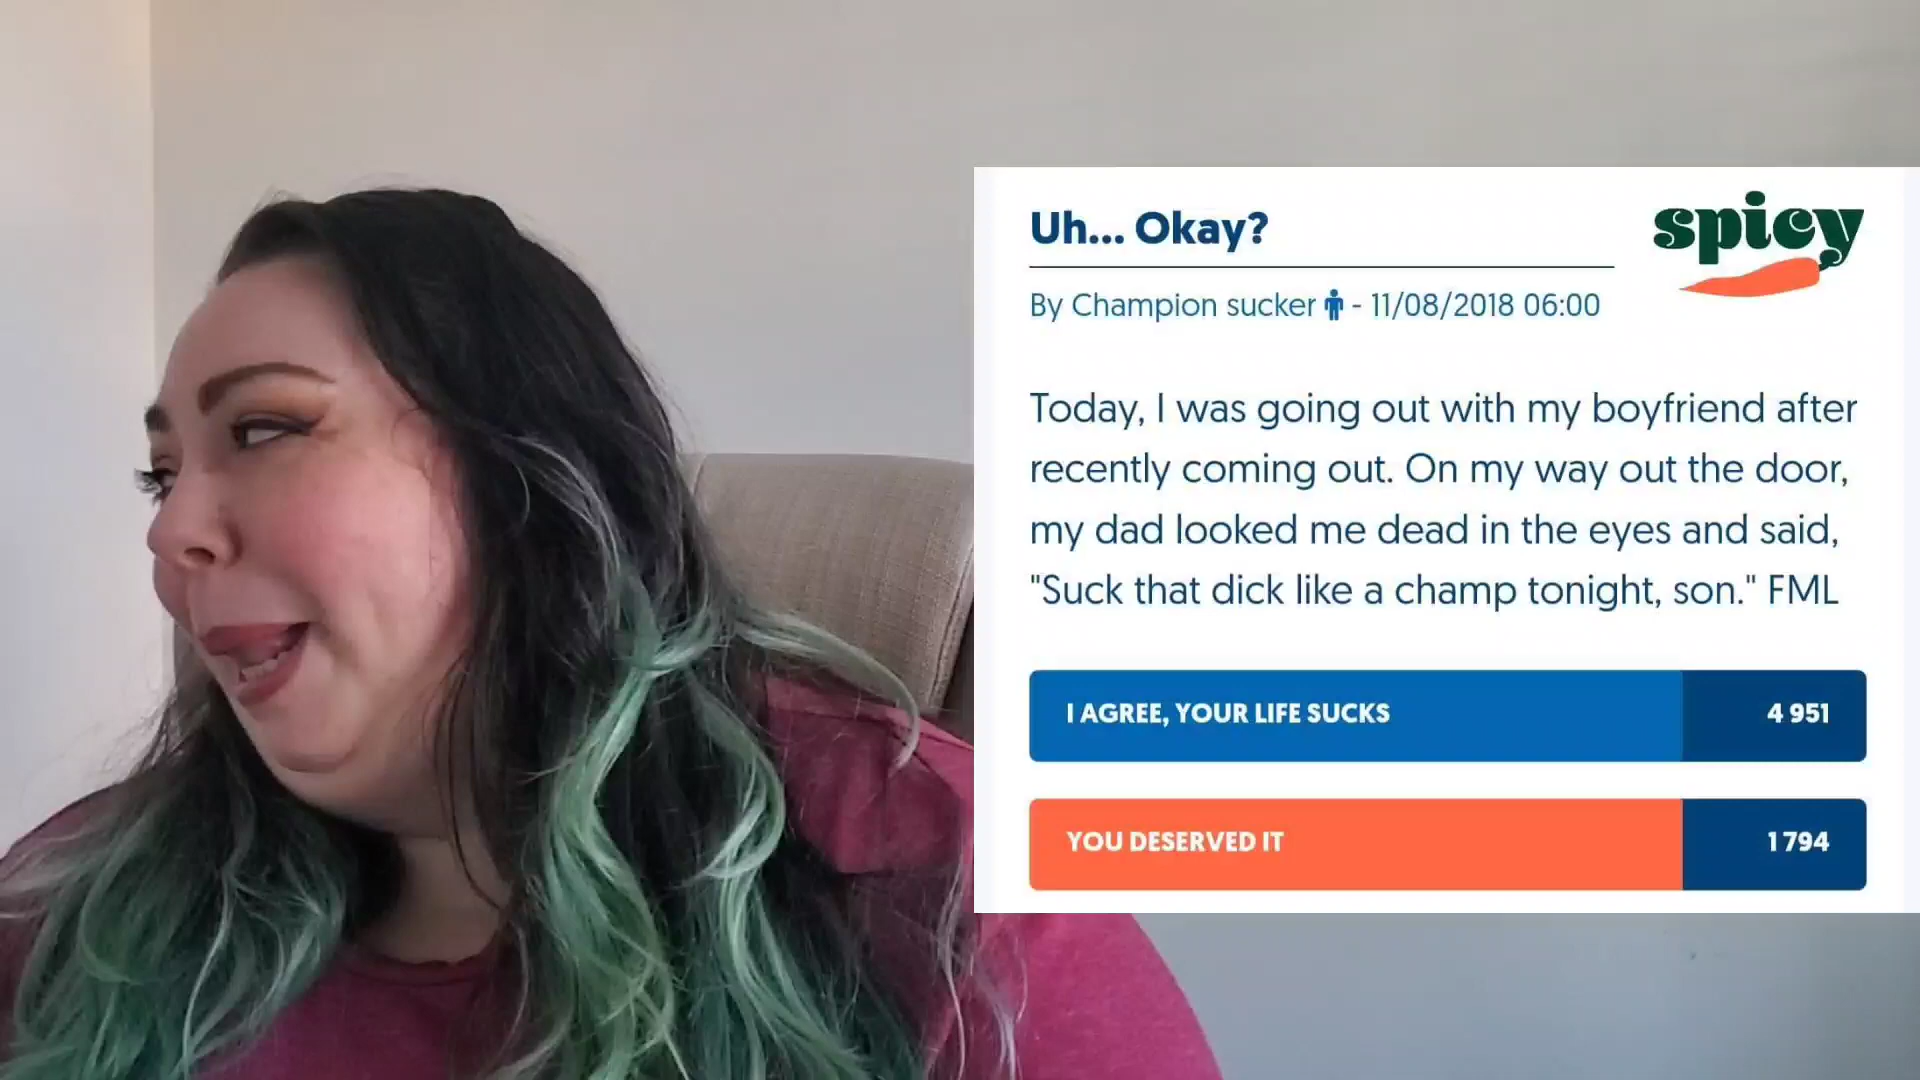 Uh... Okay?
spicy
By Champion sucker - 11/08/2018 06:00
Today, I was going out with my boyfriend after
recently coming out. On my way out the door,
my dad looked me dead in the eyes and said,
"Suck that dick like a champ tonight, son." FML
I AGREE, YOUR LIFE SUCKS 4 951
YOU DESERVED IT 1 794